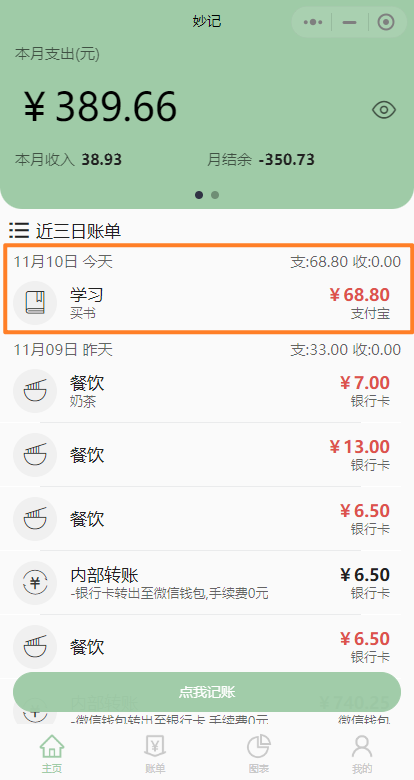 妙记
本月支出(元)
¥ 389.66
本月收入 38.93 月结余 -350.73
近三日账单
11月10日 今天 支:68.80 收:0.00
学习 ¥68.80
买书 支付宝
11月09日 昨天 支:33.00 收:0.00
餐饮 ¥7.00
奶茶 银行卡
餐饮 ¥13.00
银行卡
餐饮 ¥6.50
银行卡
内部转账 ¥6.50
-银行卡转出至微信钱包,手续费0元 银行卡
餐饮 ¥6.50
银行卡
点我记账
内部转账 ¥740.25
-微信钱包转出至银行卡,手续费0元 微信钱包
主页 账单 图表 我的